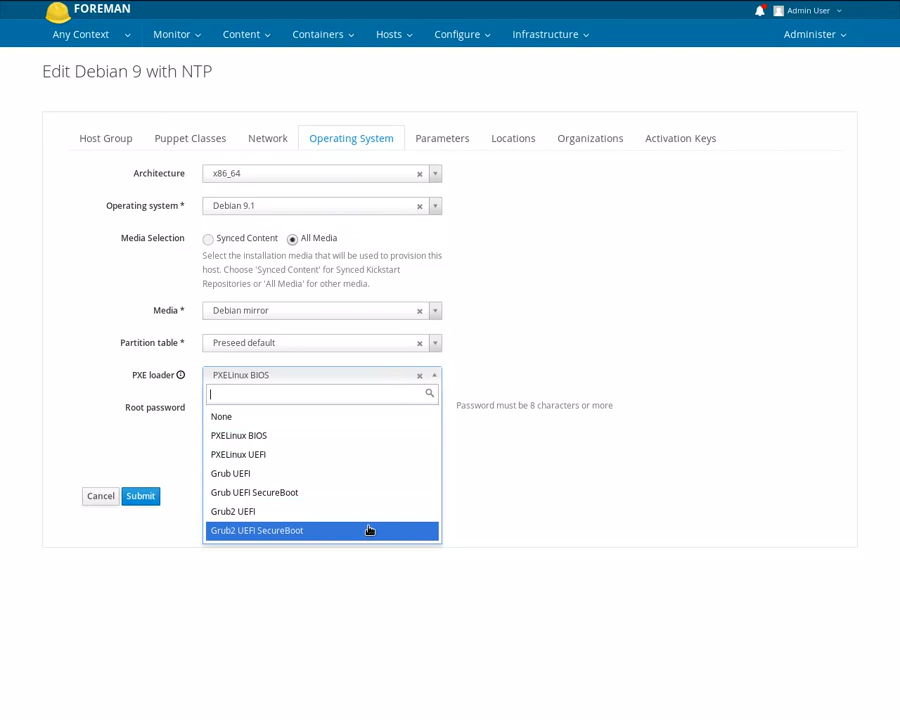 FOREMAN
Admin User
Any Context Monitor Content Containers Hosts Configure Infrastructure Administer
Edit Debian 9 with NTP
Host Group Puppet Classes Network Operating System Parameters Locations Organizations Activation Keys
Architecture x86_64
Operating system * Debian 9.1
Media Selection Synced Content All Media
Select the installation media that will be used to provision this
host. Choose 'Synced Content' for Synced Kickstart
Repositories or 'All Media' for other media.
Media * Debian mirror
Partition table * Preseed default
PXE loader PXELinux BIOS
Root password Password must be 8 characters or more
None
PXELinux BIOS
PXELinux UEFI
Grub UEFI
Grub UEFI SecureBoot
Grub2 UEFI
Grub2 UEFI SecureBoot
Cancel Submit